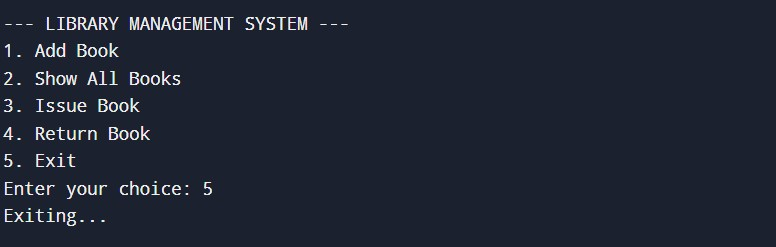 --- LIBRARY MANAGEMENT SYSTEM ---
1. Add Book
2. Show All Books
3. Issue Book
4. Return Book
5. Exit
Enter your choice: 5
Exiting...